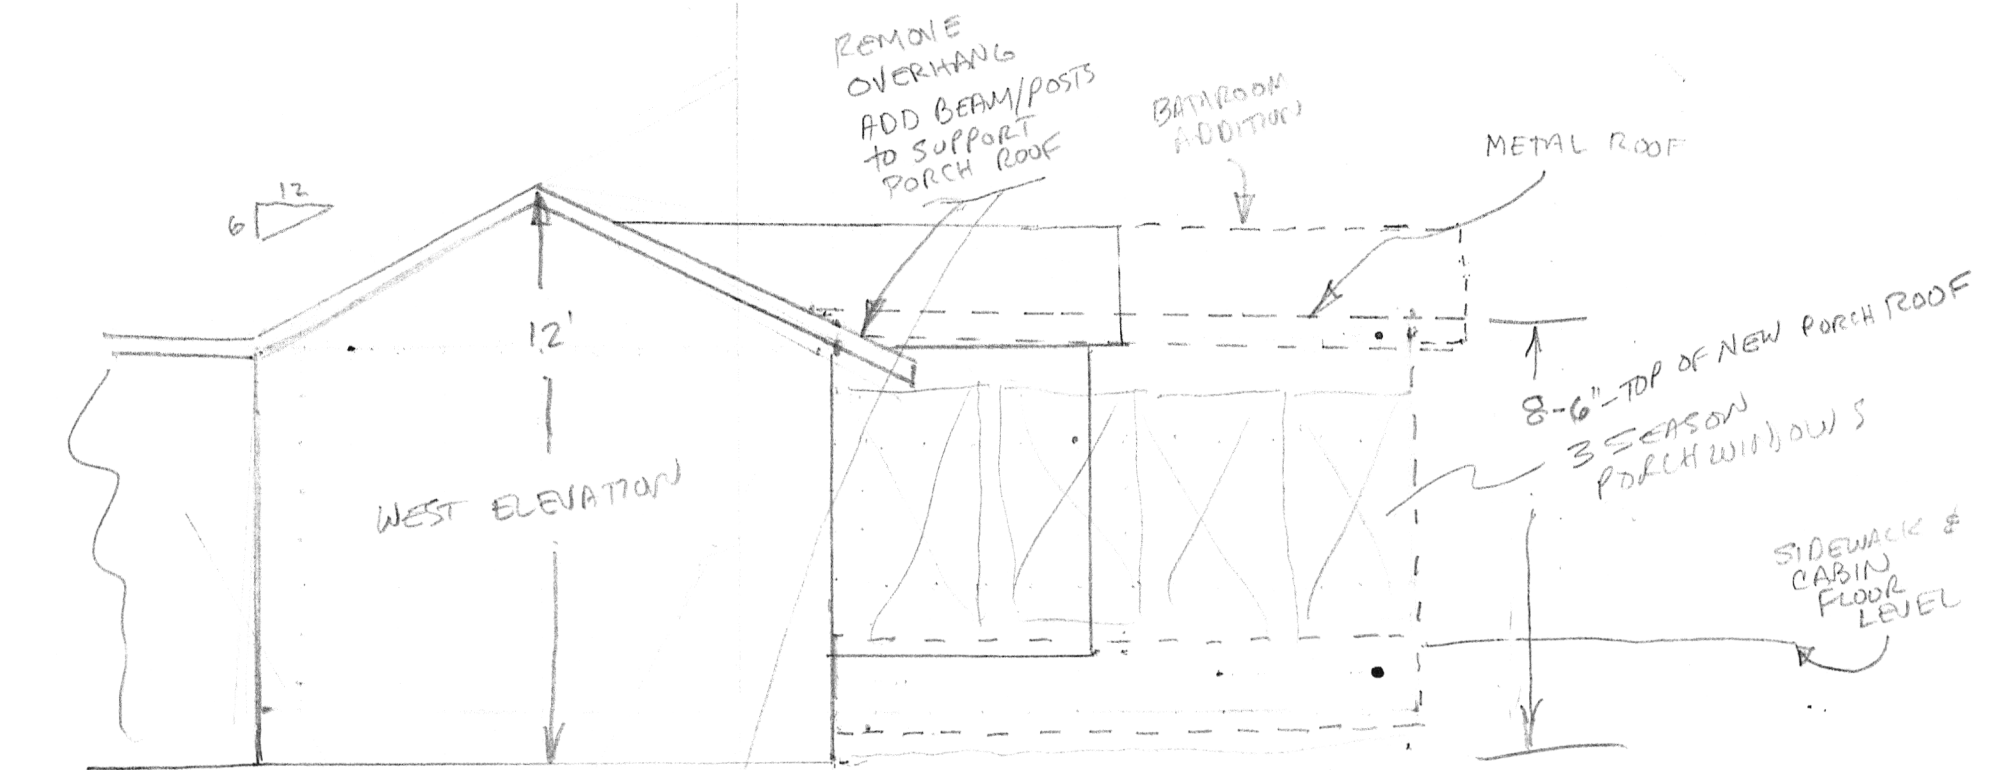 REMOVE
OVERHANG
ADD BEAM/POSTS
to SUPPORT
PORCH ROOF
BATHROOM
ADDITION
METAL ROOF
12
6
12'
8-6"-TOP OF NEW PORCH ROOF
3 SEASON
PORCH WINDOWS
WEST ELEVATION
SIDEWALK &
CABIN
FLOOR
LEVEL